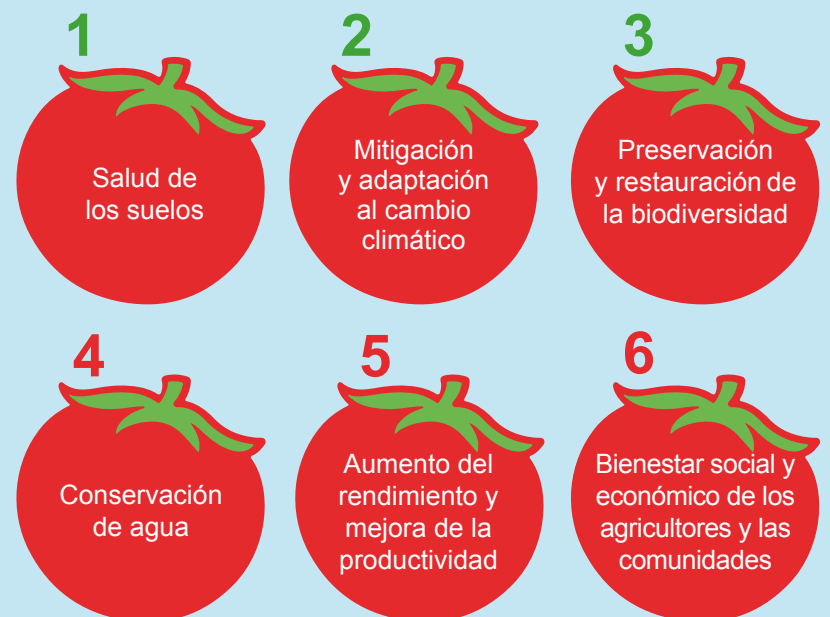 1
Salud de
los suelos
2
Mitigación
y adaptación
al cambio
climático
3
Preservación
y restauración de
la biodiversidad
4
Conservación
de agua
5
Aumento del
rendimiento y
mejora de la
productividad
6
Bienestar social y
económico de los
agricultores y las
comunidades